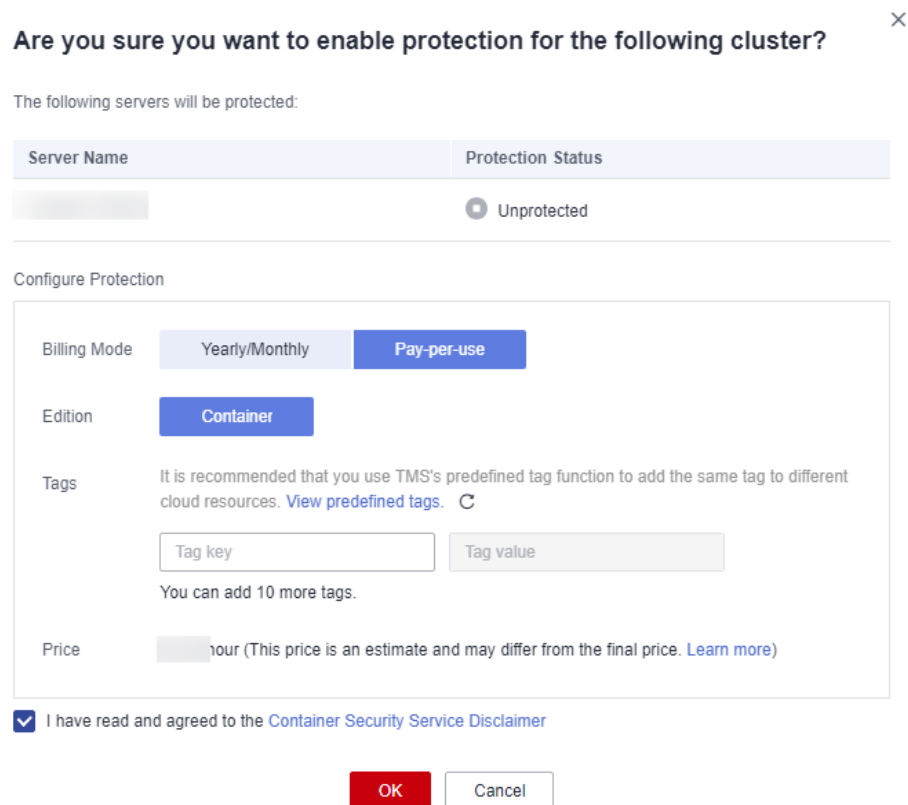 Are you sure you want to enable protection for the following cluster?
The following servers will be protected:
Server Name Protection Status
Unprotected
Configure Protection
Billing Mode Yearly/Monthly Pay-per-use
Edition Container
Tags It is recommended that you use TMS's predefined tag function to add the same tag to different
cloud resources. View predefined tags.
Tag key Tag value
You can add 10 more tags.
Price hour (This price is an estimate and may differ from the final price. Learn more)
I have read and agreed to the Container Security Service Disclaimer
OK Cancel